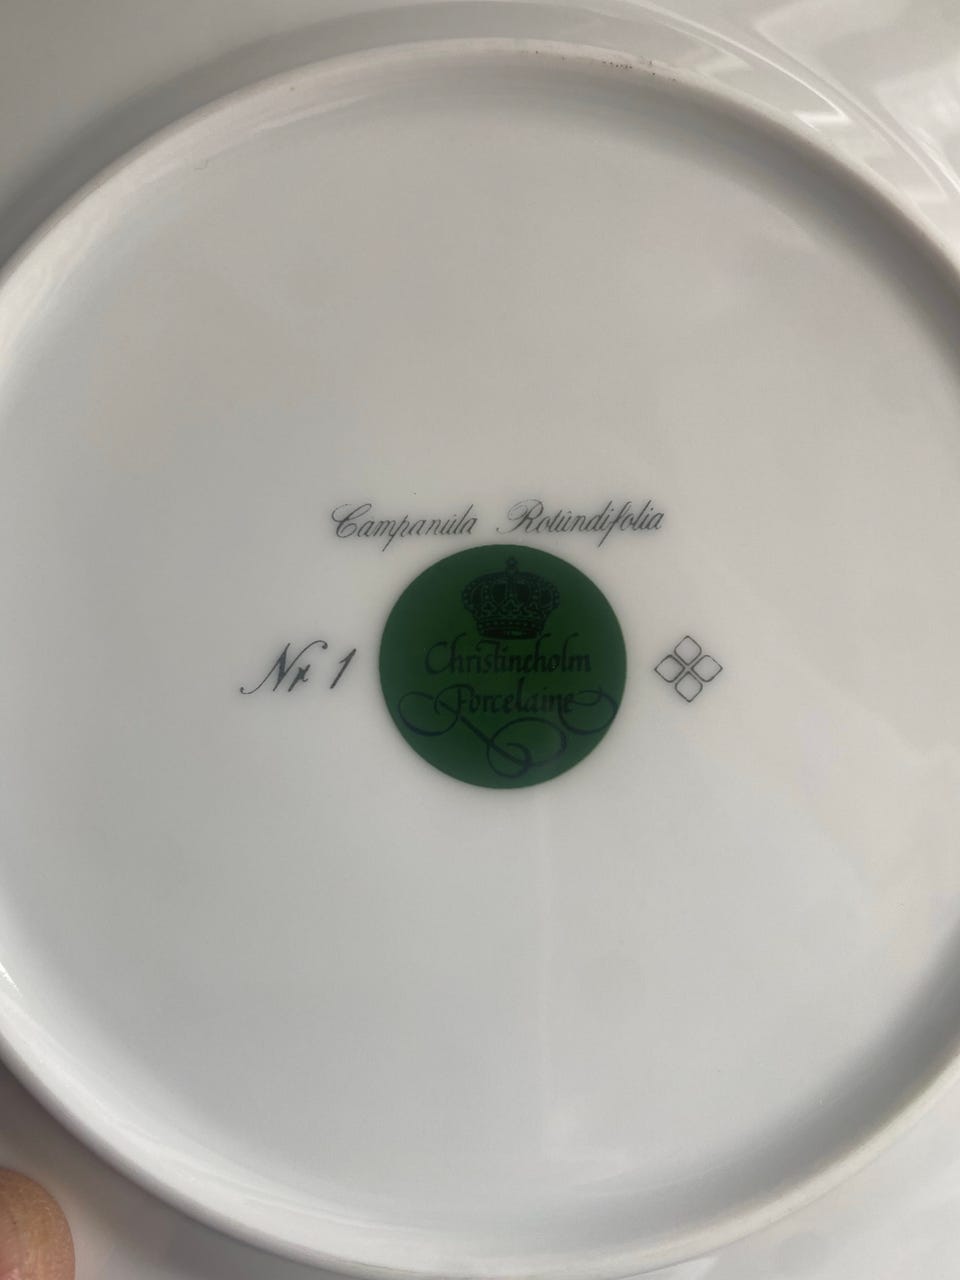 Campanula Rotundifolia
Nr 1
Christineholm
Porcelaine